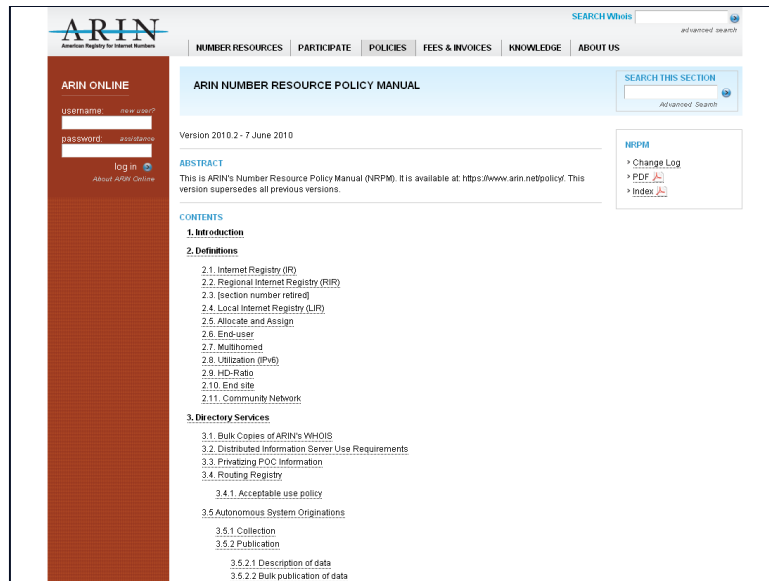 SEARCH Whois
advanced search
ARIN
American Registry for Internet Numbers
NUMBER RESOURCES PARTICIPATE POLICIES FEES & INVOICES KNOWLEDGE ABOUT US
ARIN ONLINE
username: new user?
password: assistance
log in
About ARIN Online
ARIN NUMBER RESOURCE POLICY MANUAL
SEARCH THIS SECTION
Advanced Search
Version 2010.2 - 7 June 2010
ABSTRACT
This is ARIN's Number Resource Policy Manual (NRPM). It is available at: https://www.arin.net/policy/. This
version supersedes all previous versions.
NRPM
Change Log
PDF
Index
CONTENTS
1. Introduction
2. Definitions
2.1. Internet Registry (IR)
2.2. Regional Internet Registry (RIR)
2.3. [section number retired]
2.4. Local Internet Registry (LIR)
2.5. Allocate and Assign
2.6. End-user
2.7. Multihomed
2.8. Utilization (IPv6)
2.9. HD-Ratio
2.10. End site
2.11. Community Network
3. Directory Services
3.1. Bulk Copies of ARIN's WHOIS
3.2. Distributed Information Server Use Requirements
3.3. Privatizing POC Information
3.4. Routing Registry
3.4.1. Acceptable use policy
3.5 Autonomous System Originations
3.5.1 Collection
3.5.2 Publication
3.5.2.1 Description of data
3.5.2.2 Bulk publication of data